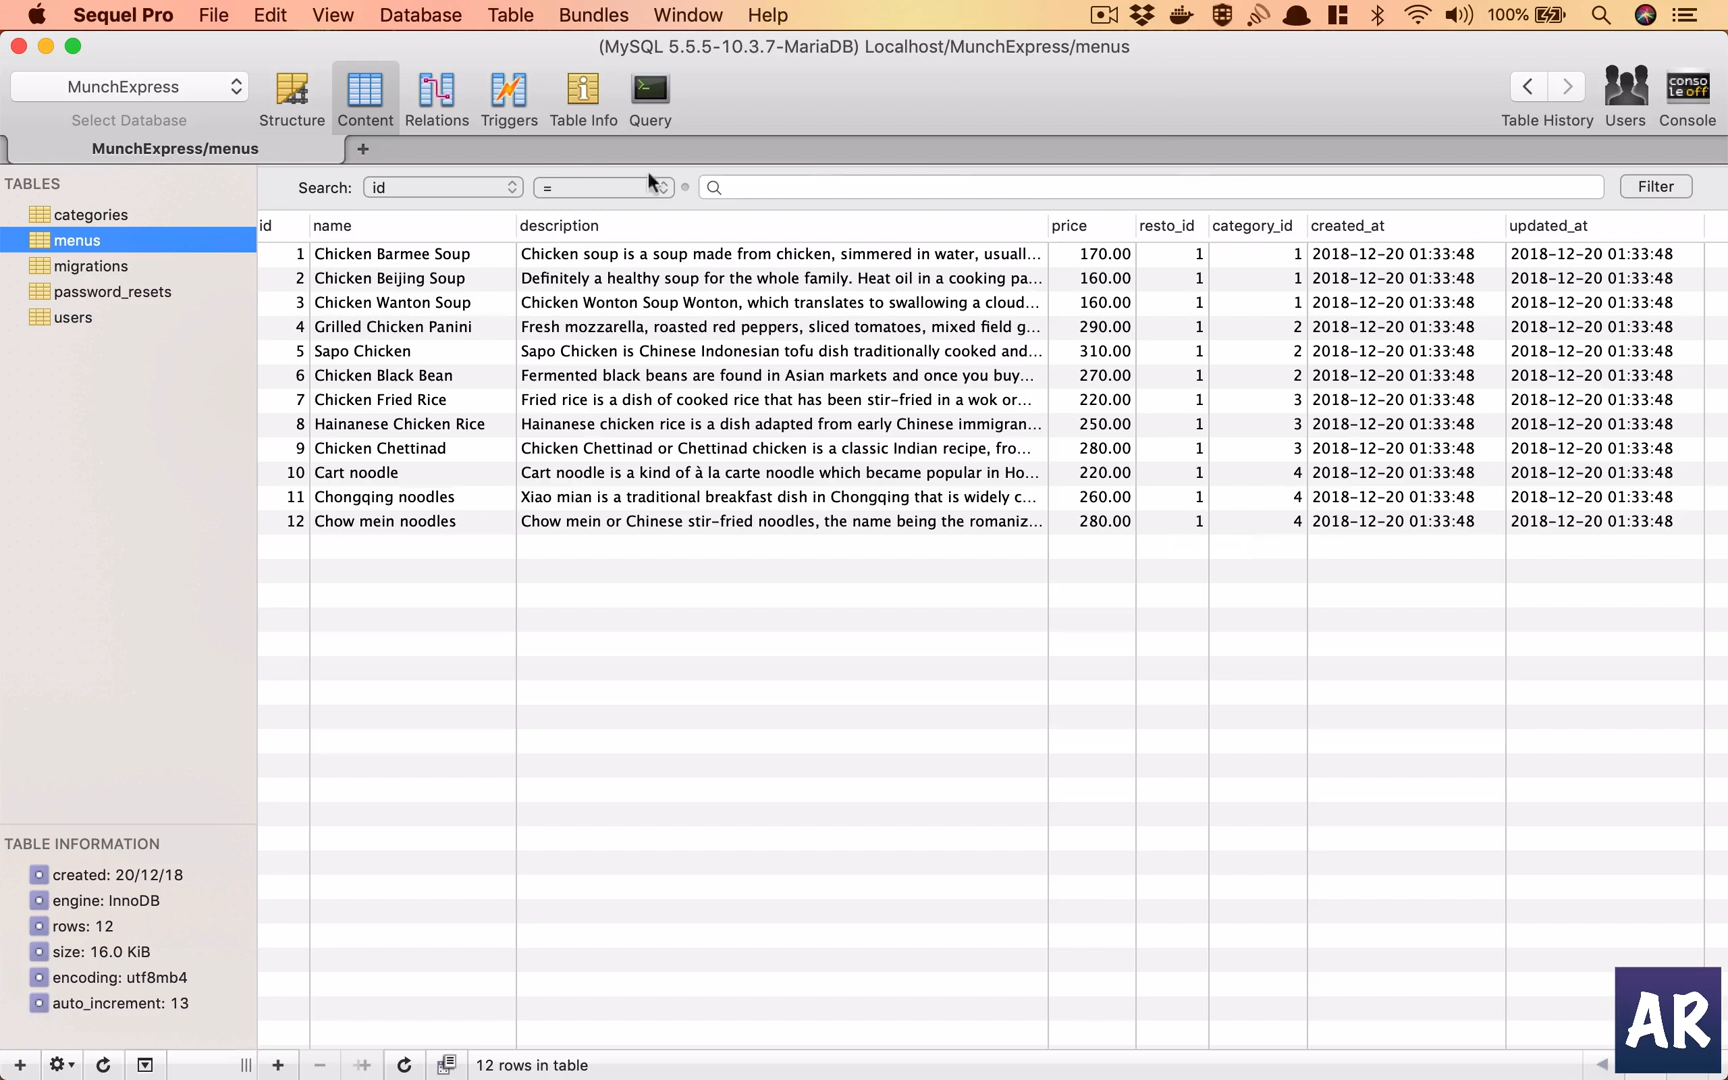 Sequel Pro File Edit View Database Table Bundles Window Help 100%
(MySQL 5.5.5-10.3.7-MariaDB) Localhost/MunchExpress/menus
MunchExpress
Select Database Structure Content Relations Triggers Table Info Query Table History Users Console
console off
MunchExpress/menus +
TABLES
categories
menus
migrations
password_resets
users
Search: id = Filter
id name description price resto_id category_id created_at updated_at
1 Chicken Barmee Soup Chicken soup is a soup made from chicken, simmered in water, usuall... 170.00 1 1 2018-12-20 01:33:48 2018-12-20 01:33:48
2 Chicken Beijing Soup Definitely a healthy soup for the whole family. Heat oil in a cooking pa... 160.00 1 1 2018-12-20 01:33:48 2018-12-20 01:33:48
3 Chicken Wanton Soup Chicken Wonton Soup Wonton, which translates to swallowing a cloud... 160.00 1 1 2018-12-20 01:33:48 2018-12-20 01:33:48
4 Grilled Chicken Panini Fresh mozzarella, roasted red peppers, sliced tomatoes, mixed field g... 290.00 1 2 2018-12-20 01:33:48 2018-12-20 01:33:48
5 Sapo Chicken Sapo Chicken is Chinese Indonesian tofu dish traditionally cooked and... 310.00 1 2 2018-12-20 01:33:48 2018-12-20 01:33:48
6 Chicken Black Bean Fermented black beans are found in Asian markets and once you buy... 270.00 1 2 2018-12-20 01:33:48 2018-12-20 01:33:48
7 Chicken Fried Rice Fried rice is a dish of cooked rice that has been stir-fried in a wok or... 220.00 1 3 2018-12-20 01:33:48 2018-12-20 01:33:48
8 Hainanese Chicken Rice Hainanese chicken rice is a dish adapted from early Chinese immigran... 250.00 1 3 2018-12-20 01:33:48 2018-12-20 01:33:48
9 Chicken Chettinad Chicken Chettinad or Chettinad chicken is a classic Indian recipe, fro... 280.00 1 3 2018-12-20 01:33:48 2018-12-20 01:33:48
10 Cart noodle Cart noodle is a kind of à la carte noodle which became popular in Ho... 220.00 1 4 2018-12-20 01:33:48 2018-12-20 01:33:48
11 Chongqing noodles Xiao mian is a traditional breakfast dish in Chongqing that is widely c... 260.00 1 4 2018-12-20 01:33:48 2018-12-20 01:33:48
12 Chow mein noodles Chow mein or Chinese stir-fried noodles, the name being the romaniz... 280.00 1 4 2018-12-20 01:33:48 2018-12-20 01:33:48
TABLE INFORMATION
created: 20/12/18
engine: InnoDB
rows: 12
size: 16.0 KiB
encoding: utf8mb4
auto_increment: 13
12 rows in table
AR